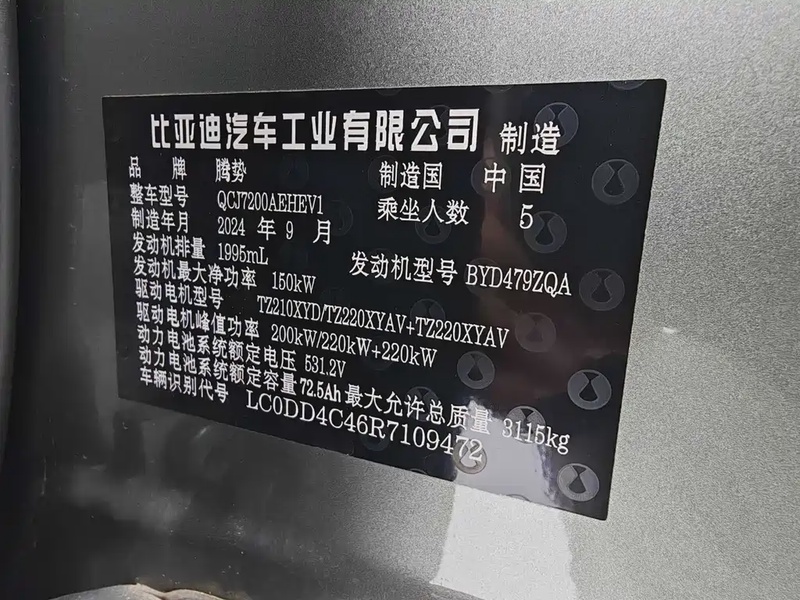 比亚迪汽车工业有限公司 制造
品 牌 腾势 制造国 中国
整车型号 QCJ7200AEHEV1 乘坐人数 5
制造年月 2024 年 9 月
发动机排量 1995mL 发动机型号 BYD479ZQA
发动机最大净功率 150kW
驱动电机型号 TZ210XYD/TZ220XYAV+TZ220XYAV
驱动电机峰值功率 200kW/220kW+220kW
动力电池系统额定电压 531.2V
动力电池系统额定容量 72.5Ah 最大允许总质量 3115kg
车辆识别代号 LC0DD4C46R7109472